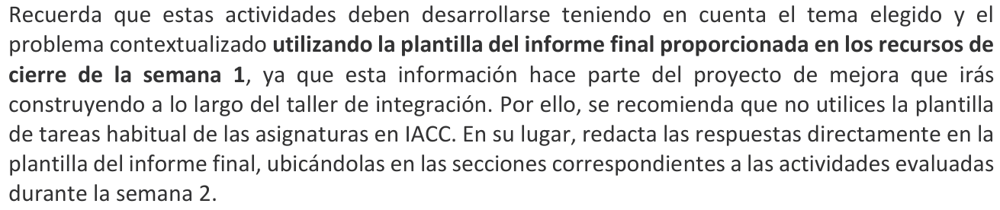 Recuerda que estas actividades deben desarrollarse teniendo en cuenta el tema elegido y el
problema contextualizado utilizando la plantilla del informe final proporcionada en los recursos de
cierre de la semana 1, ya que esta información hace parte del proyecto de mejora que irás
construyendo a lo largo del taller de integración. Por ello, se recomienda que no utilices la plantilla
de tareas habitual de las asignaturas en IACC. En su lugar, redacta las respuestas directamente en la
plantilla del informe final, ubicándolas en las secciones correspondientes a las actividades evaluadas
durante la semana 2.